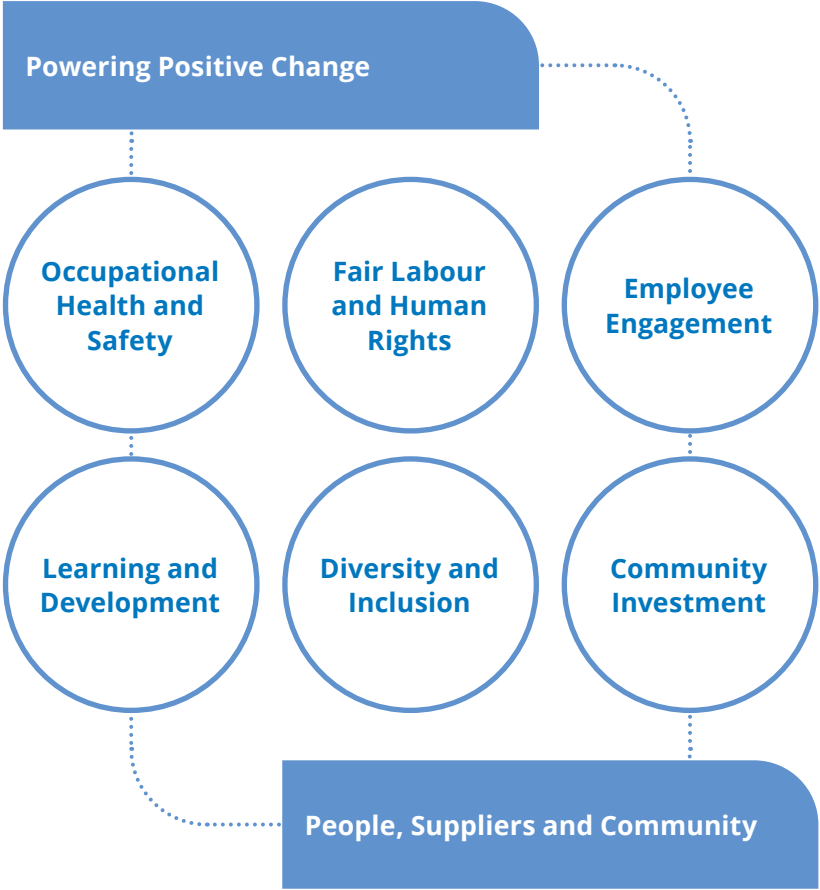 Powering Positive Change
Occupational
Health and
Safety
Fair Labour
and Human
Rights
Employee
Engagement
Learning and
Development
Diversity and
Inclusion
Community
Investment
People, Suppliers and Community